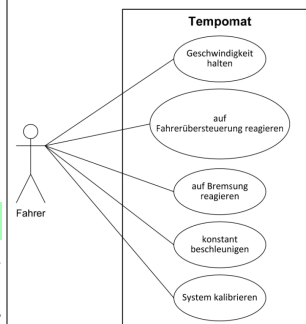 Tempomat
Geschwindigkeit
halten
auf
Fahrerübersteuerung reagieren
auf Bremsung
reagieren
Fahrer
konstant
beschleunigen
System kalibrieren